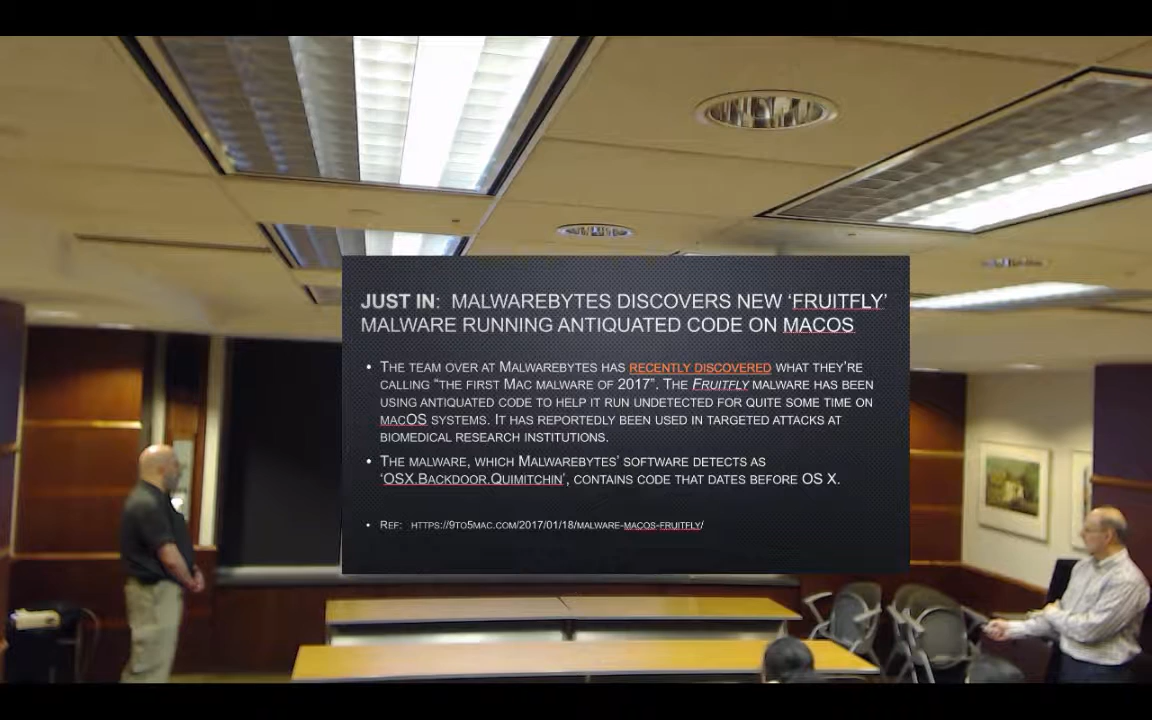 JUST IN: MALWAREBYTES DISCOVERS NEW ‘FRUITFLY’
MALWARE RUNNING ANTIQUATED CODE ON MACOS
• THE TEAM OVER AT MALWAREBYTES HAS RECENTLY DISCOVERED WHAT THEY'RE
CALLING "THE FIRST MAC MALWARE OF 2017". THE FRUITFLY MALWARE HAS BEEN
USING ANTIQUATED CODE TO HELP IT RUN UNDETECTED FOR QUITE SOME TIME ON
MACOS SYSTEMS. IT HAS REPORTEDLY BEEN USED IN TARGETED ATTACKS AT
BIOMEDICAL RESEARCH INSTITUTIONS.
• THE MALWARE, WHICH MALWAREBYTES' SOFTWARE DETECTS AS
‘OSX.BACKDOOR.QUIMITCHIN’, CONTAINS CODE THAT DATES BEFORE OS X.
• REF: HTTPS://9TO5MAC.COM/2017/01/18/MALWARE-MACOS-FRUITFLY/